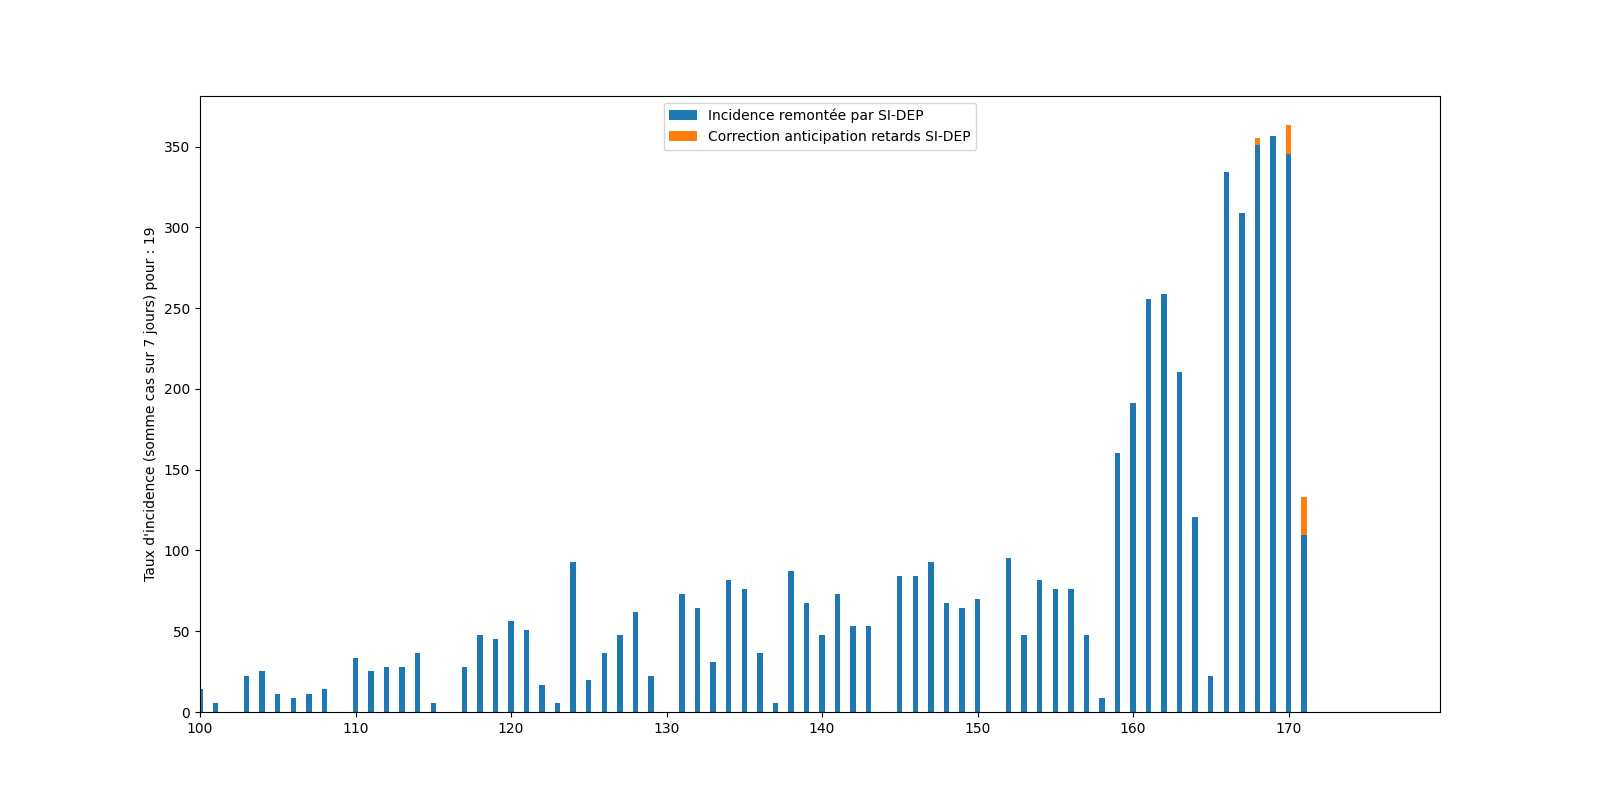 Incidence remontée par SI-DEP
Correction anticipation retards SI-DEP
Taux d'incidence (somme cas sur 7 jours) pour : 19
350
300
250
200
150
100
50
0
100 110 120 130 140 150 160 170